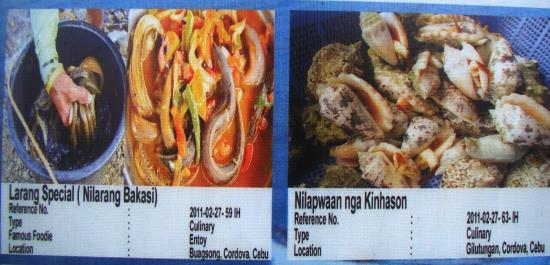 Larang Special ( Nilarang Bakasi)
Reference No. : 2011-02-27- 59 IH
Type : Culinary
Famous Foodie : Entoy
Location : Buagsong, Cordova, Cebu
Nilapwaan nga Kinhason
Reference No. : 2011-02-27- 63- IH
Type : Culinary
Location : Gilutungan, Cordova, Cebu